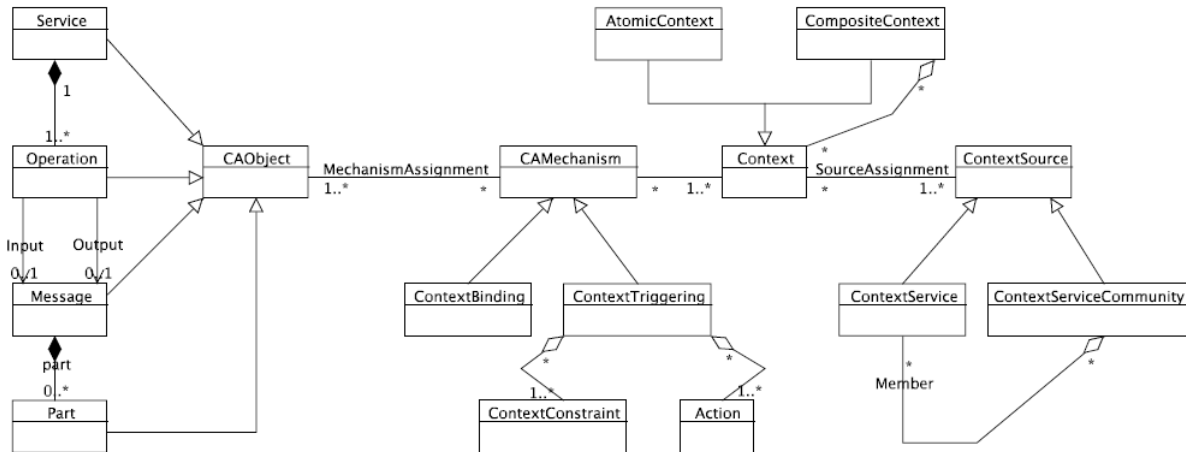 Service
AtomicContext
CompositeContext
1
*
1..*
*
Operation
CAObject
MechanismAssignment
CAMechanism
Context
SourceAssignment
ContextSource
1..*
*
*
1..*
*
1..*
Input
Output
0..1
0..1
Message
ContextBinding
ContextTriggering
ContextService
ContextServiceCommunity
part
*
*
*
*
Member
0..*
1..*
1..*
Part
ContextConstraint
Action